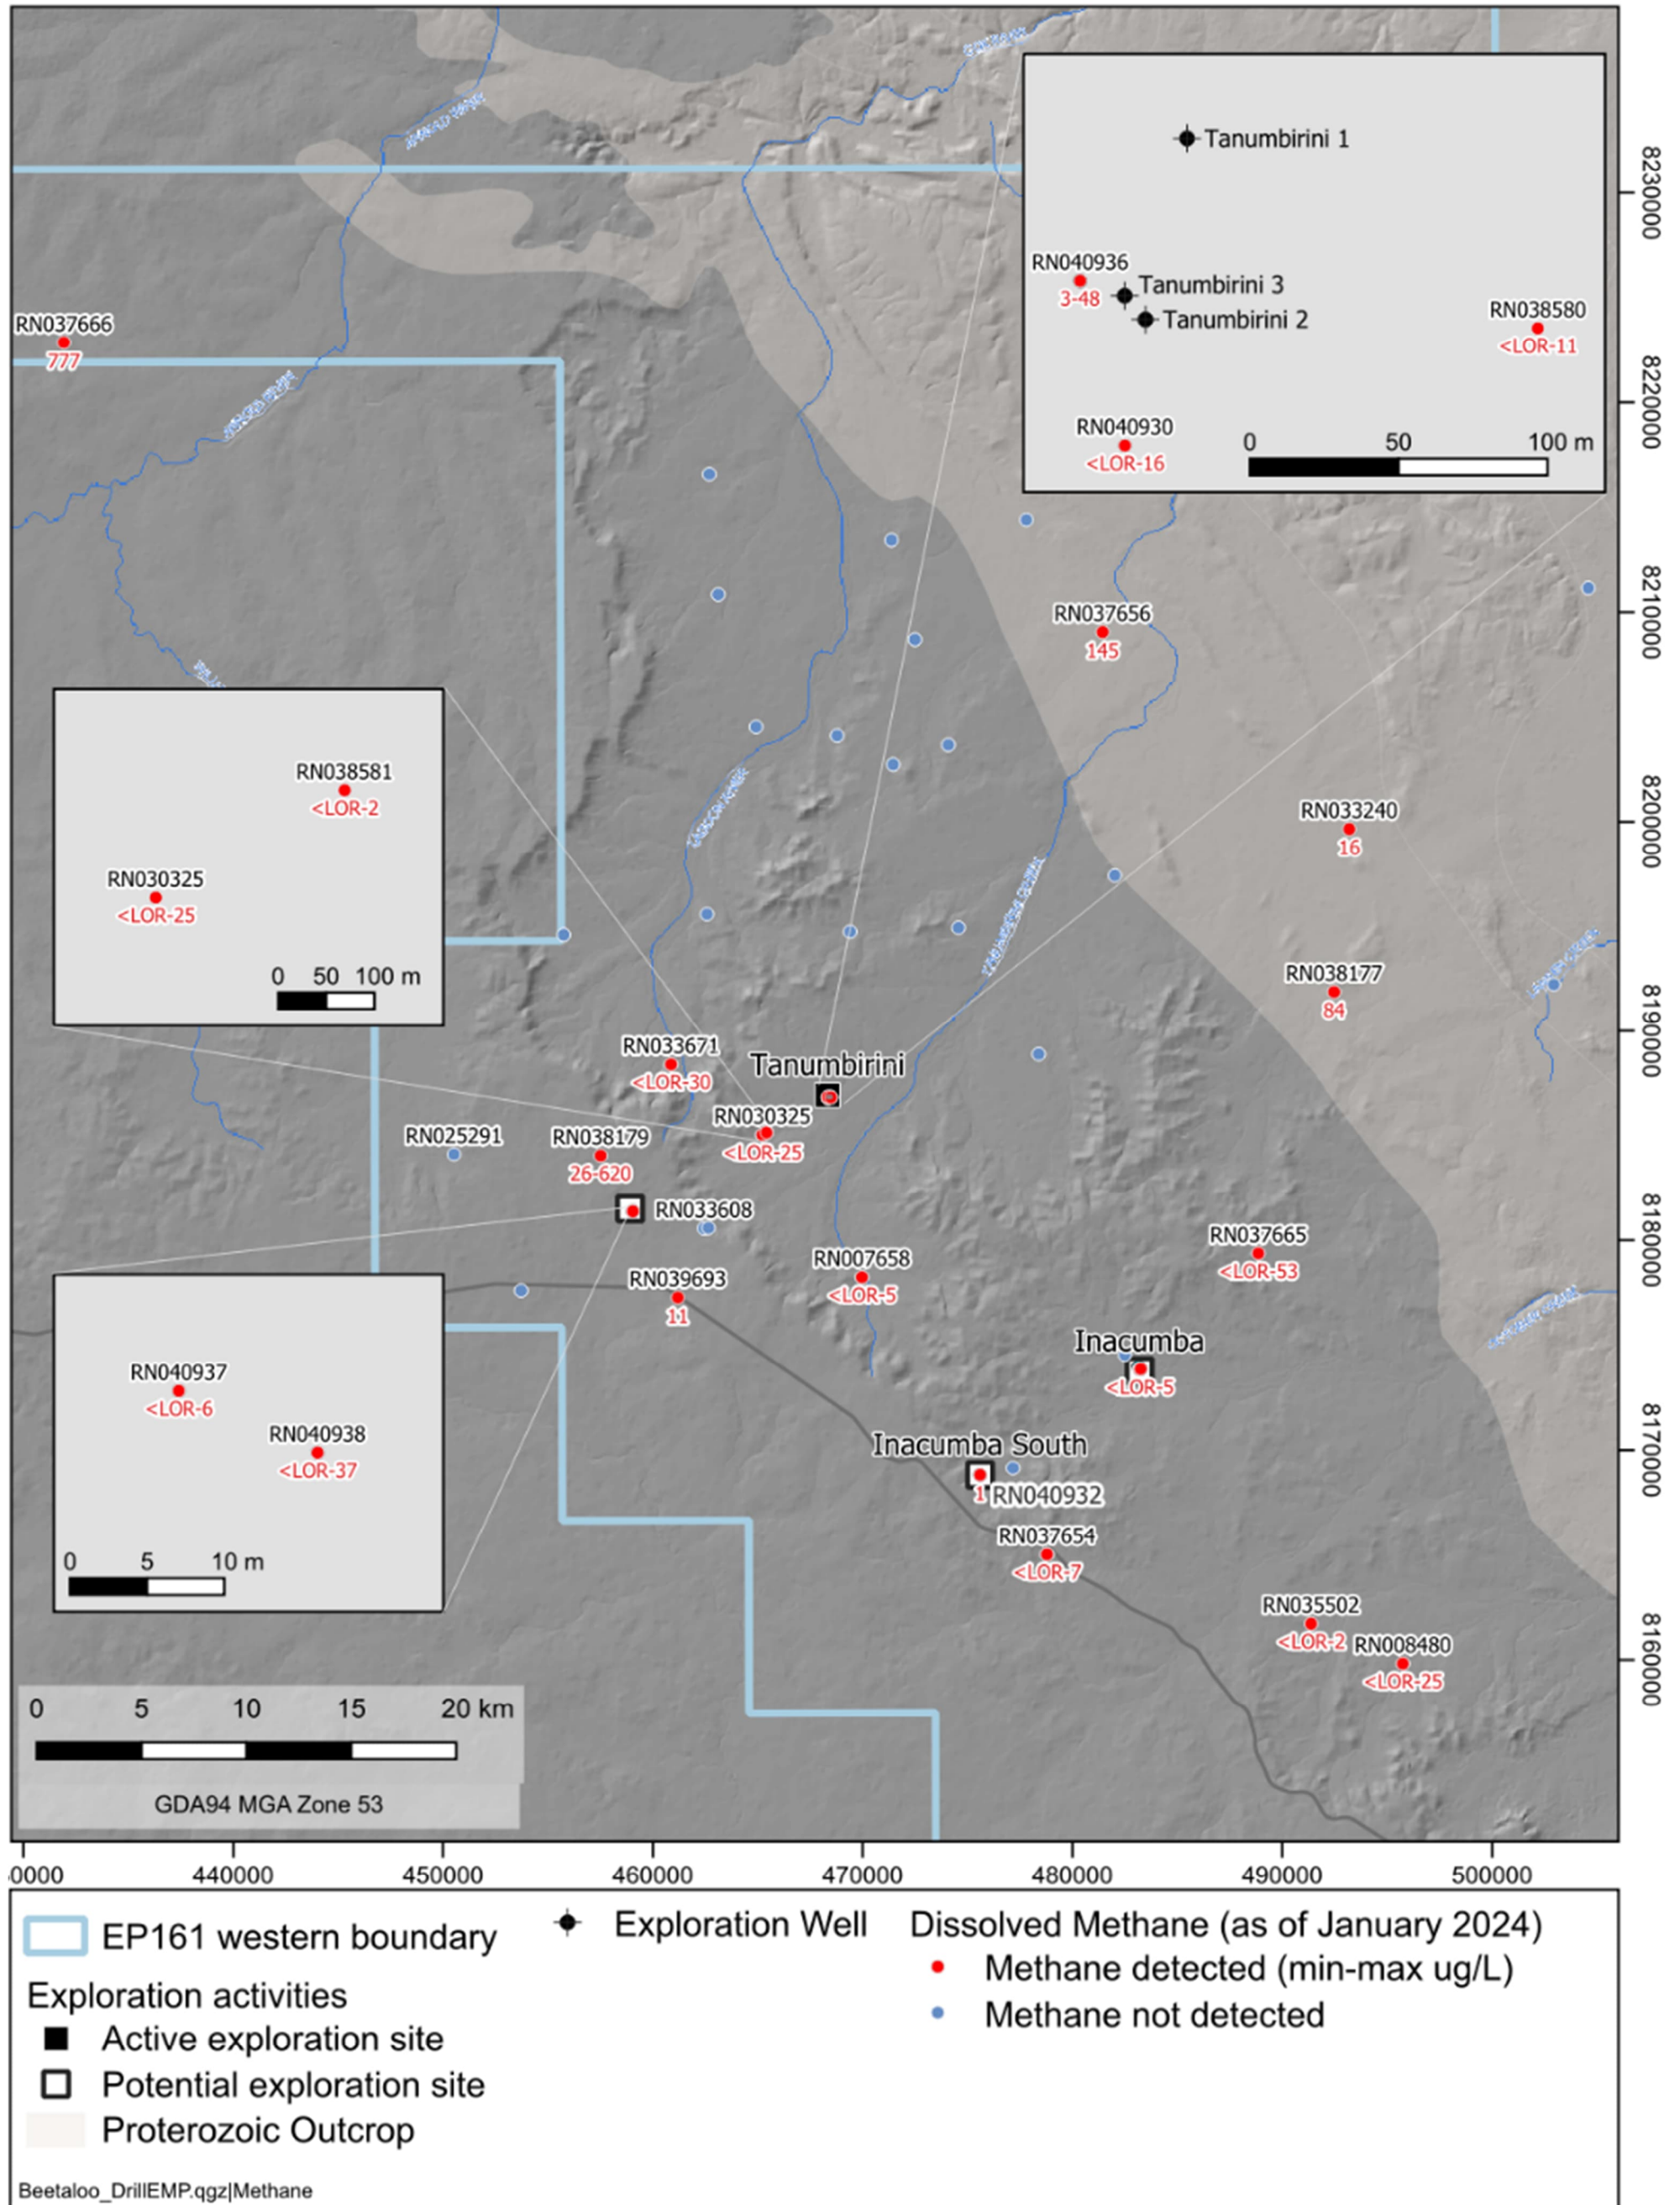 Tanumbirini 1
RN040936
3-48
Tanumbirini 3
Tanumbirini 2
RN038580
<LOR-11
RN040930
<LOR-16
0 50 100 m
8230000
8220000
8210000
8200000
8190000
8180000
8170000
8160000
RN037666
777
RN037656
145
RN038581
<LOR-2
RN030325
<LOR-25
0 50 100 m
RN033240
16
RN038177
84
RN033671
<LOR-30
Tanumbirini
RN030325
<LOR-25
RN025291
RN038179
26-620
RN033608
RN037665
<LOR-53
RN007658
<LOR-5
RN039693
11
Inacumba
<LOR-5
RN040937
<LOR-6
RN040938
<LOR-37
0 5 10 m
Inacumba South
1 RN040932
RN037654
<LOR-7
RN035502
<LOR-2
RN008480
<LOR-25
0 5 10 15 20 km
GDA94 MGA Zone 53
0000 440000 450000 460000 470000 480000 490000 500000
EP161 western boundary
Exploration activities
Active exploration site
Potential exploration site
Proterozoic Outcrop
Exploration Well
Dissolved Methane (as of January 2024)
Methane detected (min-max ug/L)
Methane not detected
Beetaloo_DrillEMP.qgz|Methane